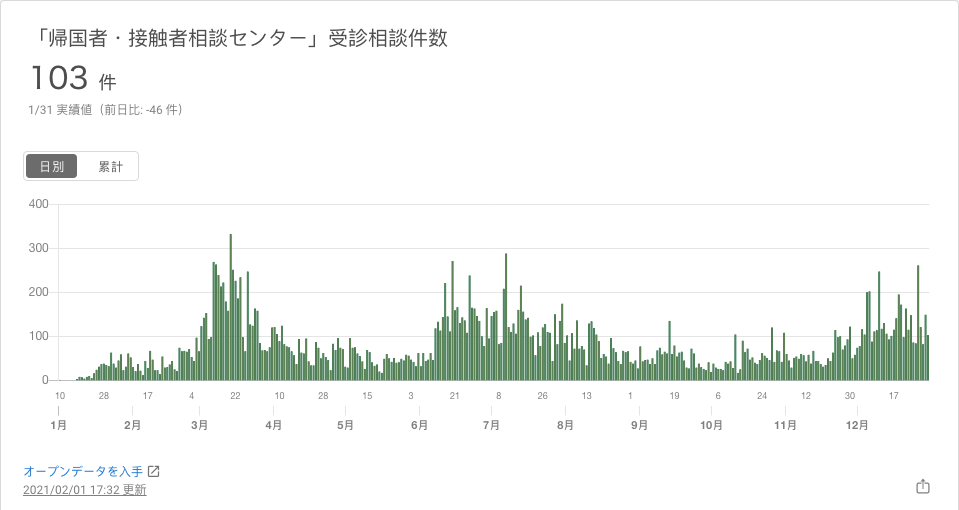 「帰国者・接触者相談センター」受診相談件数
103 件
1/31 実績値（前日比: -46 件）
日別 累計
400
300
200
100
0
10 28 17 4 22 10 28 15 3 21 8 26 13 1 19 6 24 12 30 17
1月 2月 3月 4月 5月 6月 7月 8月 9月 10月 11月 12月
オープンデータを入手
2021/02/01 17:32 更新